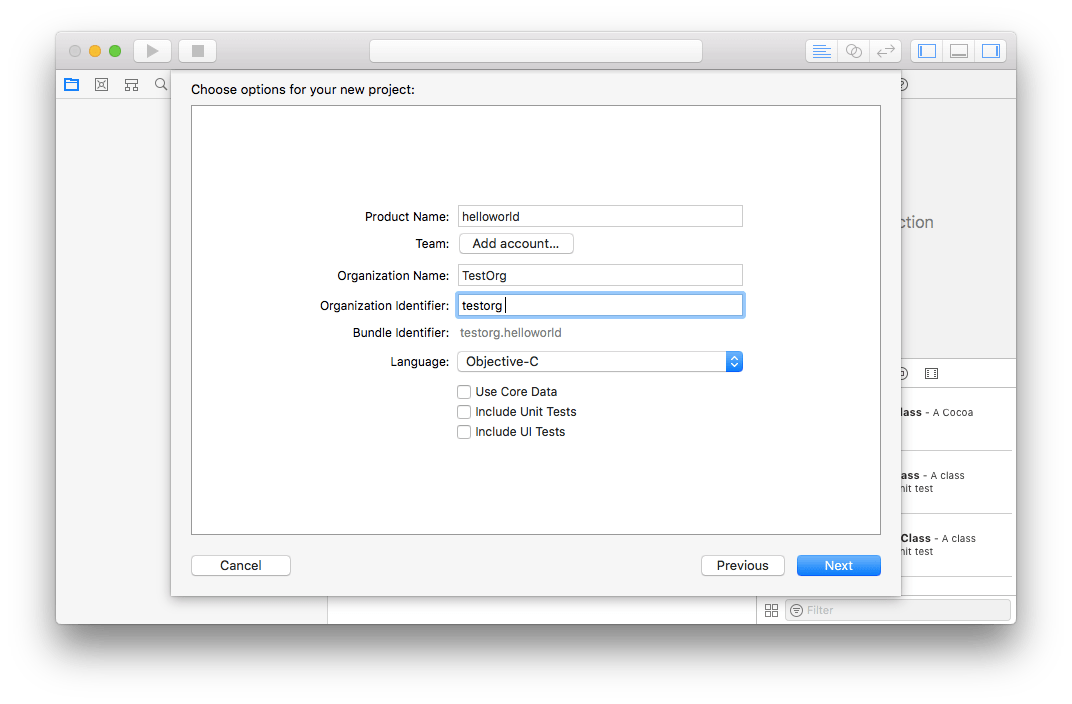 Choose options for your new project:
Product Name: helloworld
Team: Add account...
Organization Name: TestOrg
Organization Identifier: testorg
Bundle Identifier: testorg.helloworld
Language: Objective-C
Use Core Data
Include Unit Tests
Include UI Tests
Cancel Previous Next
ction
lass - A Cocoa
ass - A class
nit test
Class - A class
nit test
Filter